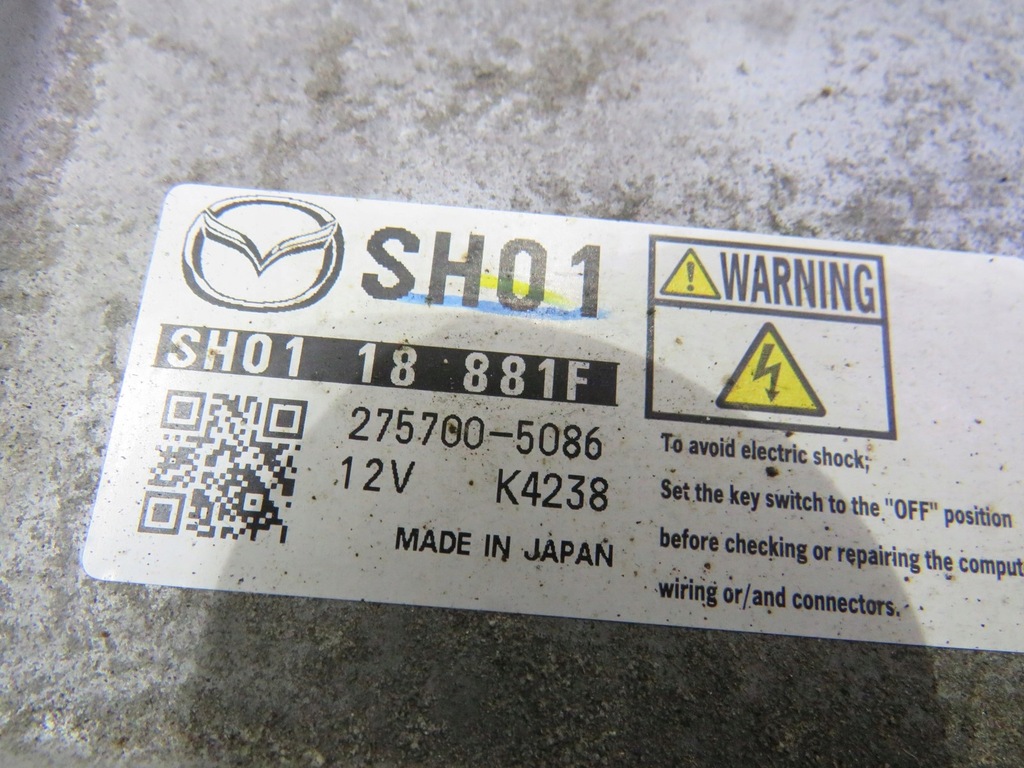 SH01
SH01 18 881F
275700-5086
12V K4238
MADE IN JAPAN
WARNING
To avoid electric shock;
Set the key switch to the "OFF" position
before checking or repairing the comput
wiring or/and connectors.